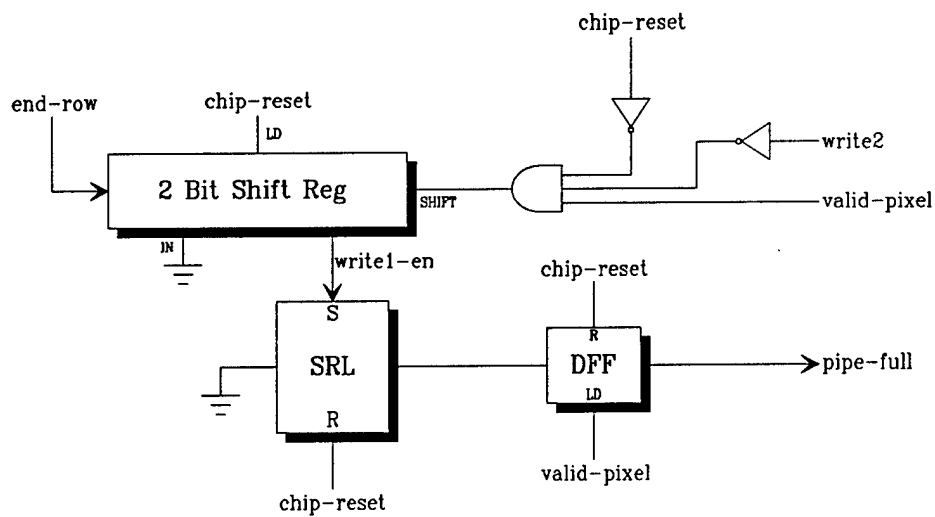 chip-reset
end-row
chip-reset
LD
write2
2 Bit Shift Reg
SHIFT
valid-pixel
IN
write1-en
chip-reset
S
R
SRL
DFF
pipe-full
LD
R
valid-pixel
chip-reset